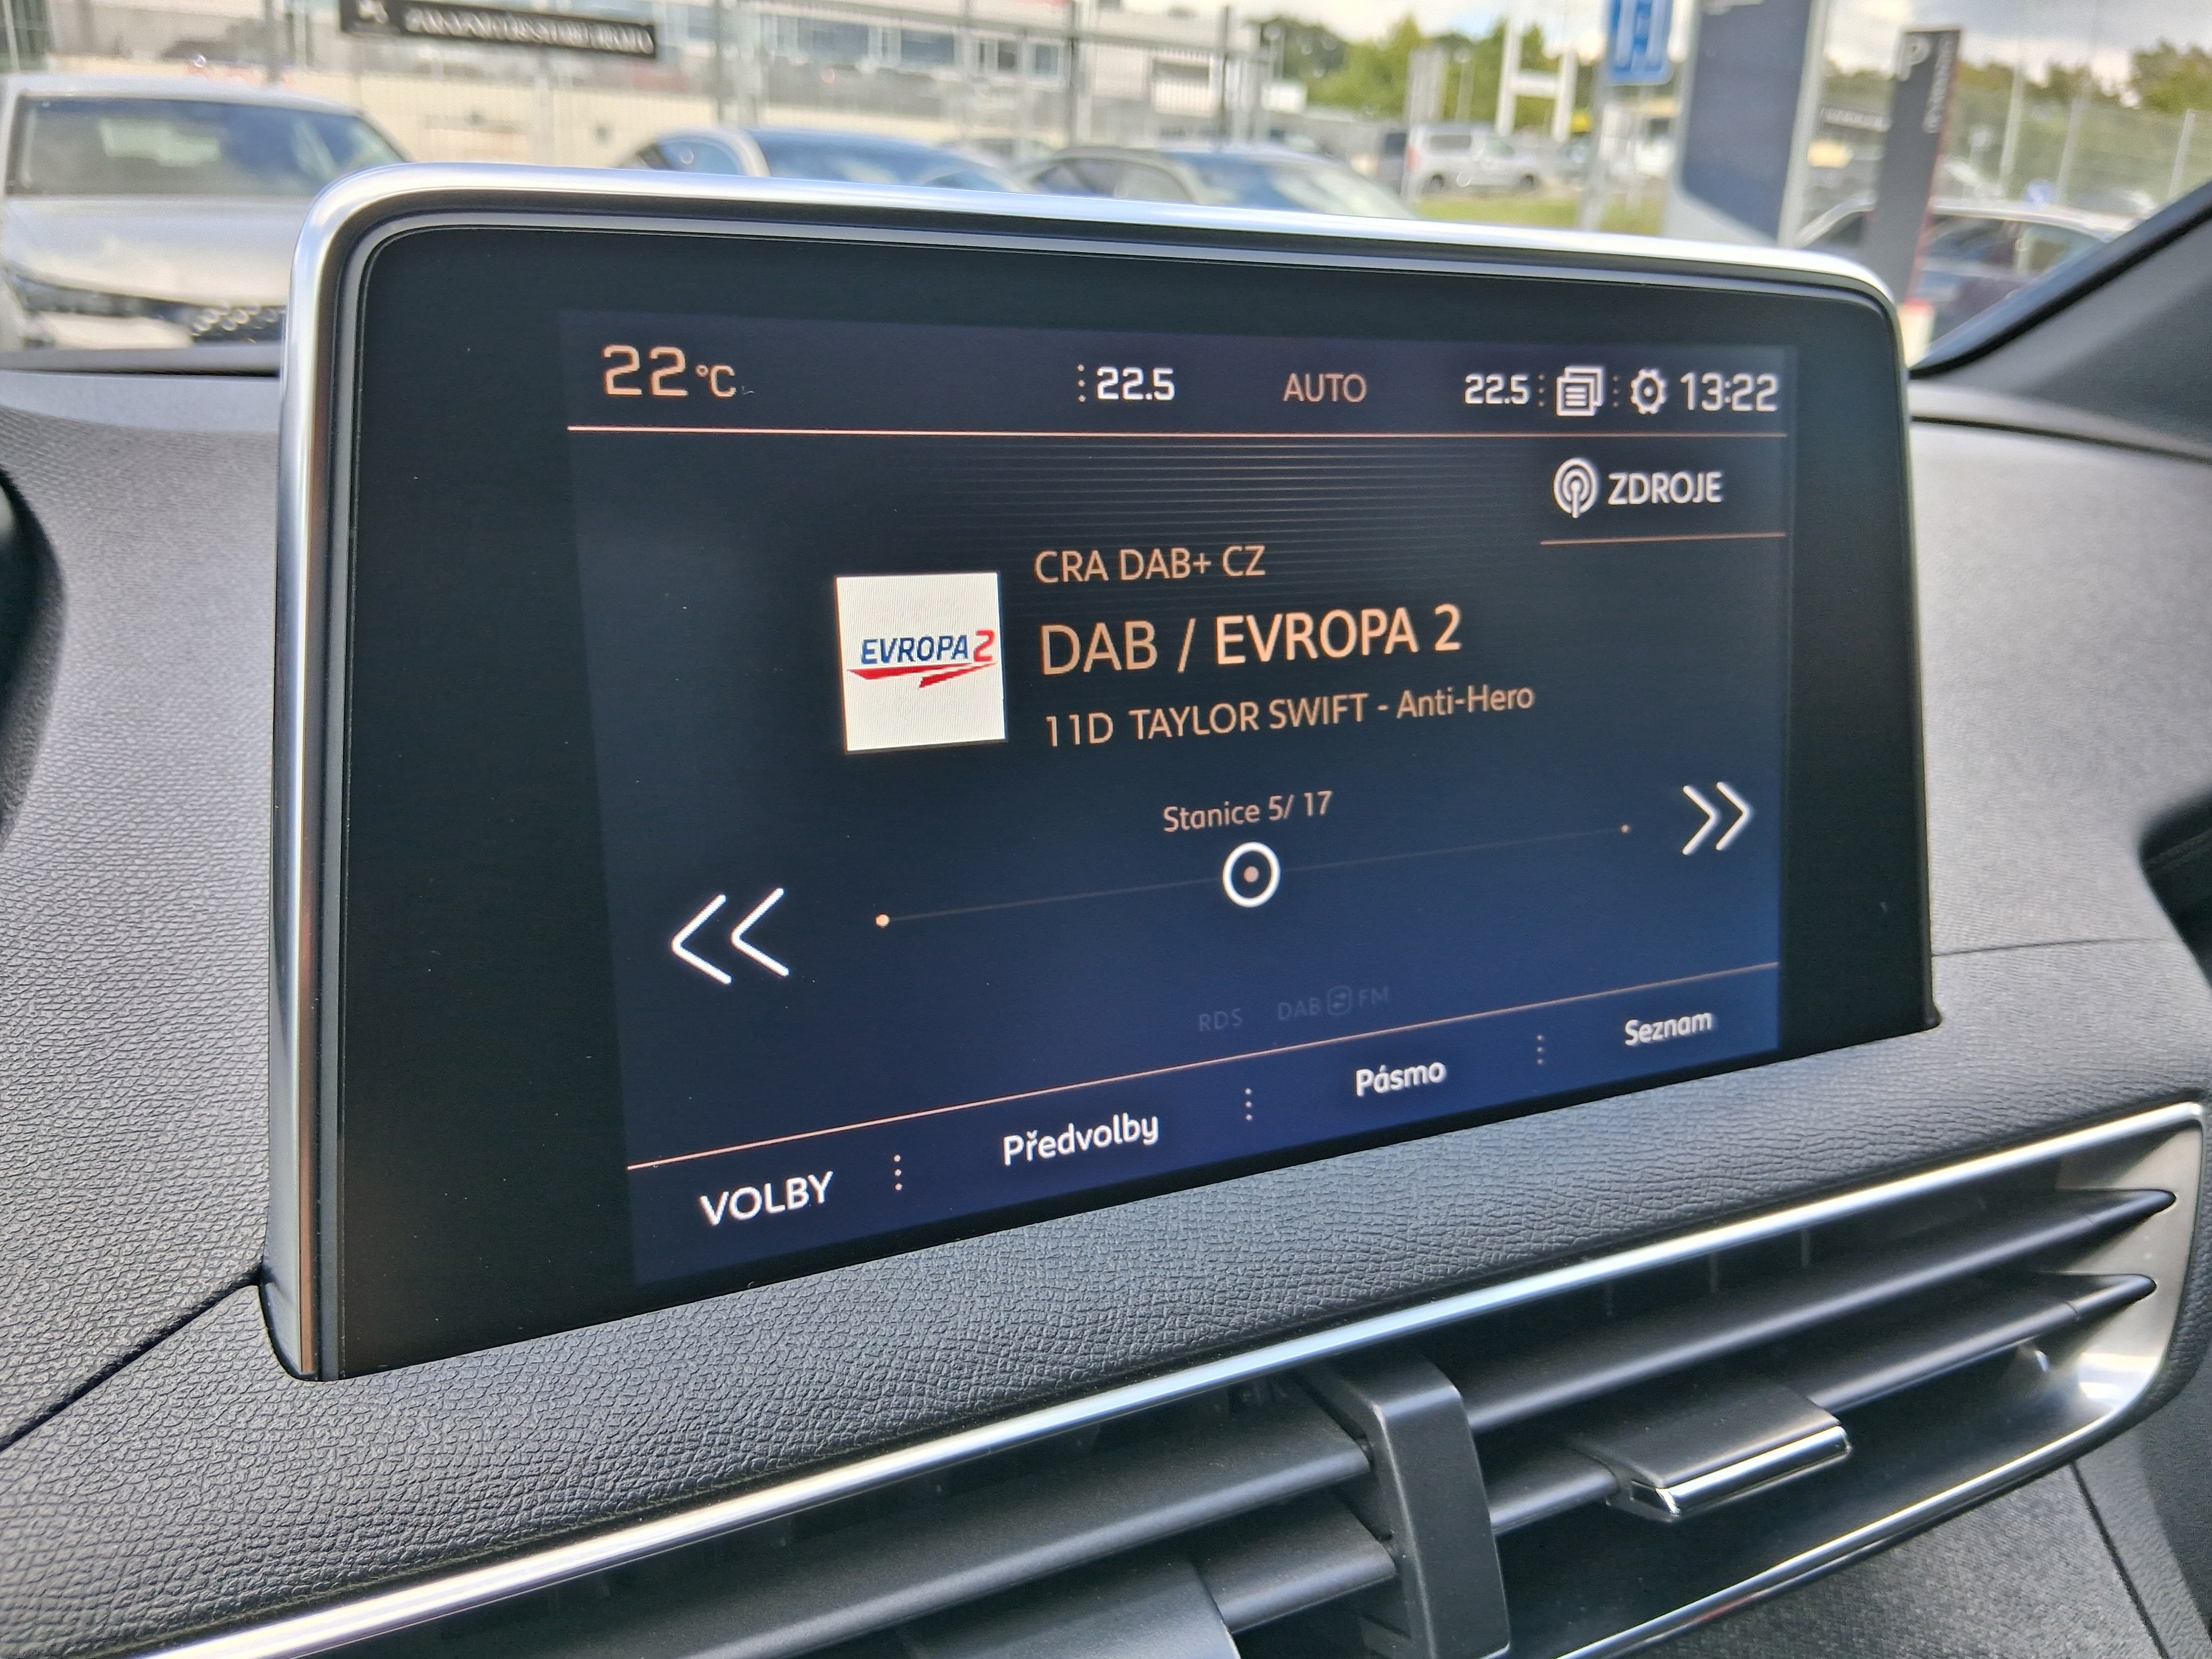 22 °C
22.5
AUTO
22.5
13:22
ZDROJE
CRA DAB+ CZ
EVROPA 2
DAB / EVROPA 2
11D TAYLOR SWIFT - Anti-Hero
Stanice 5/ 17
RDS DAB FM
VOLBY
Předvolby
Pásmo
Seznam